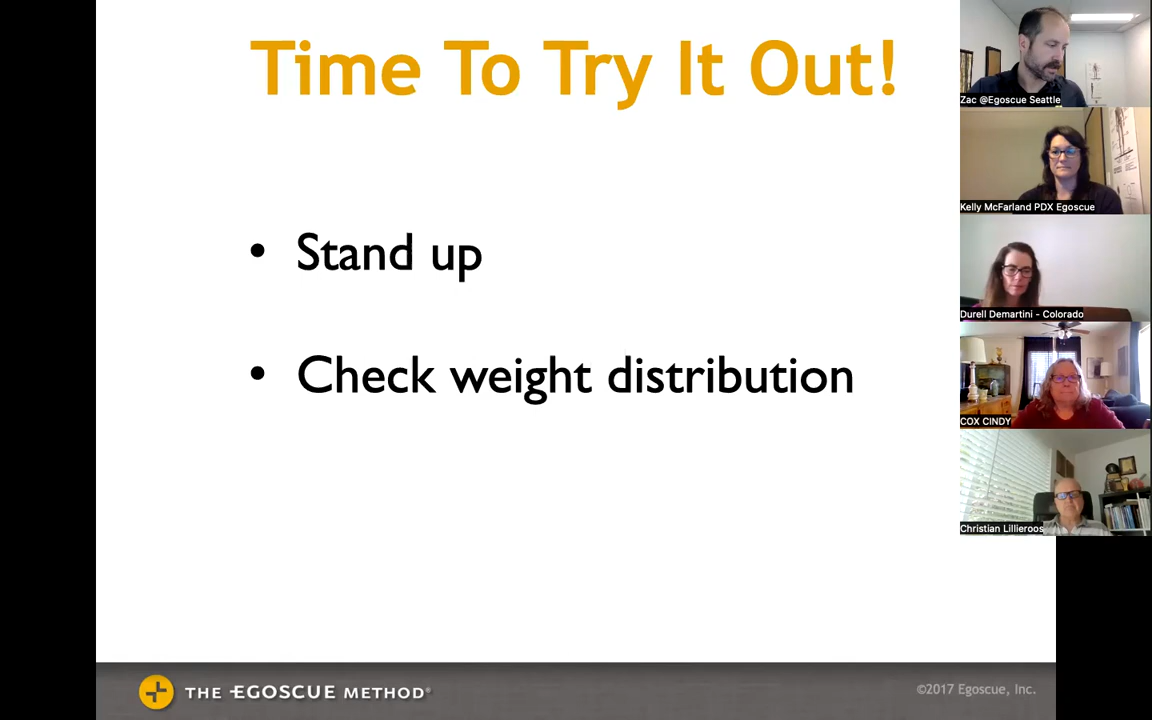 Time To Try It Out!
• Stand up
• Check weight distribution
Zac @Egoscue Seattle
Kelly McFarland PDX Egoscue
Durell Demartini - Colorado
COX CINDY
Christian Lillieroos
THE EGOSCUE METHOD®
©2017 Egoscue, Inc.